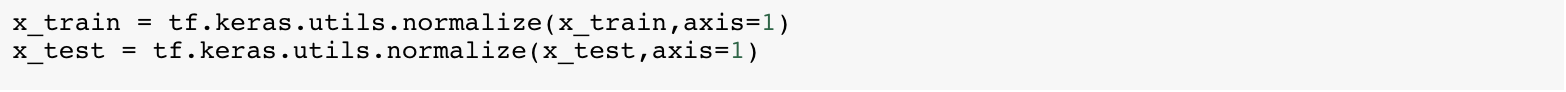 x_train = tf.keras.utils.normalize(x_train,axis=1)
x_test = tf.keras.utils.normalize(x_test,axis=1)